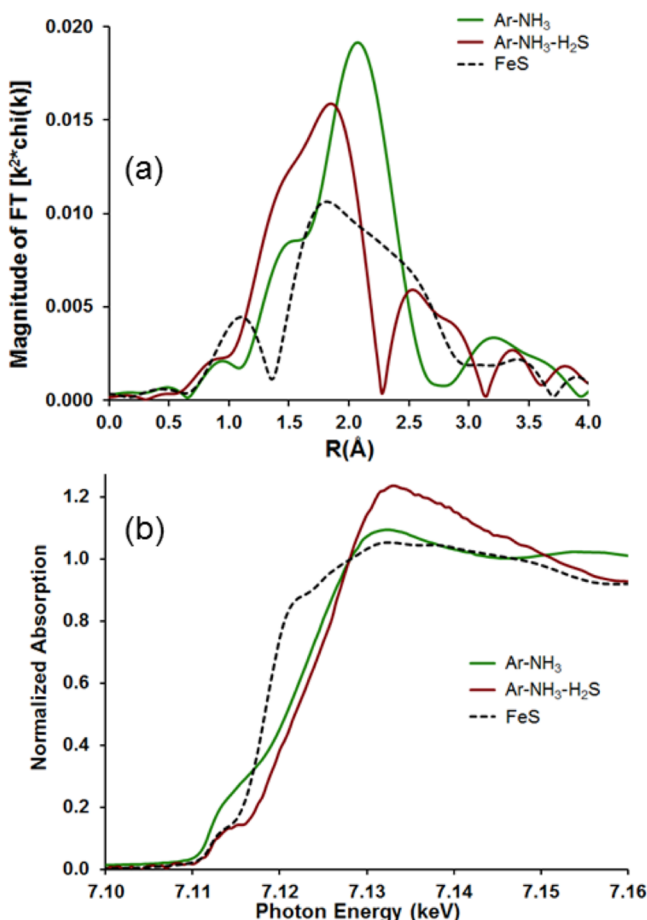 0.020
0.015
0.010
0.005
0.000
Magnitude of FT [k²*chi(k)]
(a)
Ar-NH₃
Ar-NH₃-H₂S
FeS
0.0 0.5 1.0 1.5 2.0 2.5 3.0 3.5 4.0
R(Å)
1.2
1.0
0.8
0.6
0.4
0.2
0.0
Normalized Absorption
(b)
Ar-NH₃
Ar-NH₃-H₂S
FeS
7.10 7.11 7.12 7.13 7.14 7.15 7.16
Photon Energy (keV)